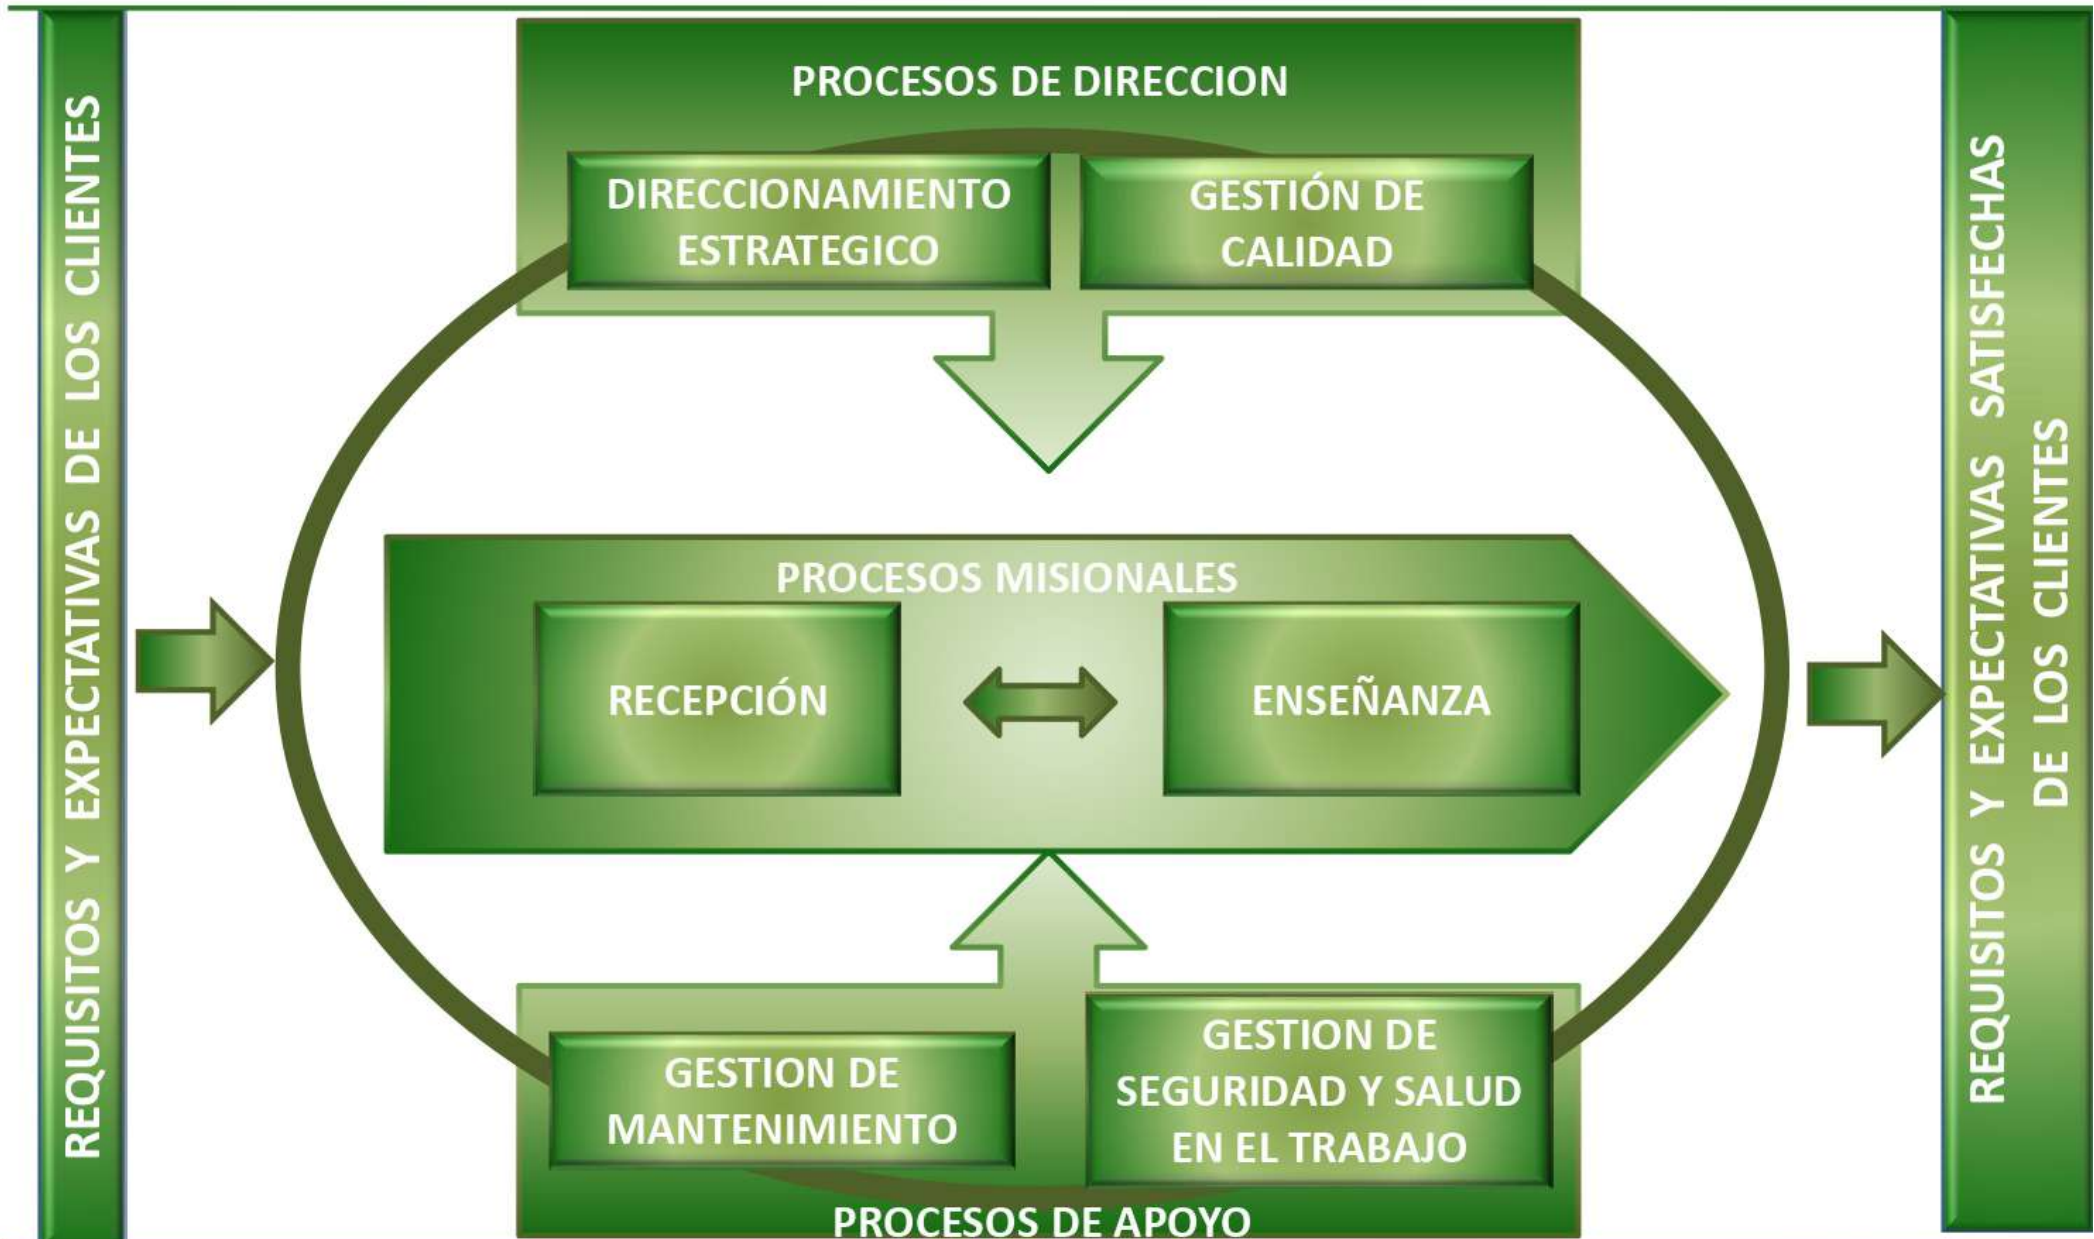 REQUISITOS Y EXPECTATIVAS DE LOS CLIENTES
PROCESOS DE DIRECCION
DIRECCIONAMIENTO
ESTRATEGICO
GESTIÓN DE
CALIDAD
PROCESOS MISIONALES
RECEPCIÓN
ENSEÑANZA
GESTION DE
MANTENIMIENTO
GESTION DE
SEGURIDAD Y SALUD
EN EL TRABAJO
PROCESOS DE APOYO
REQUISITOS Y EXPECTATIVAS SATISFECHAS
DE LOS CLIENTES